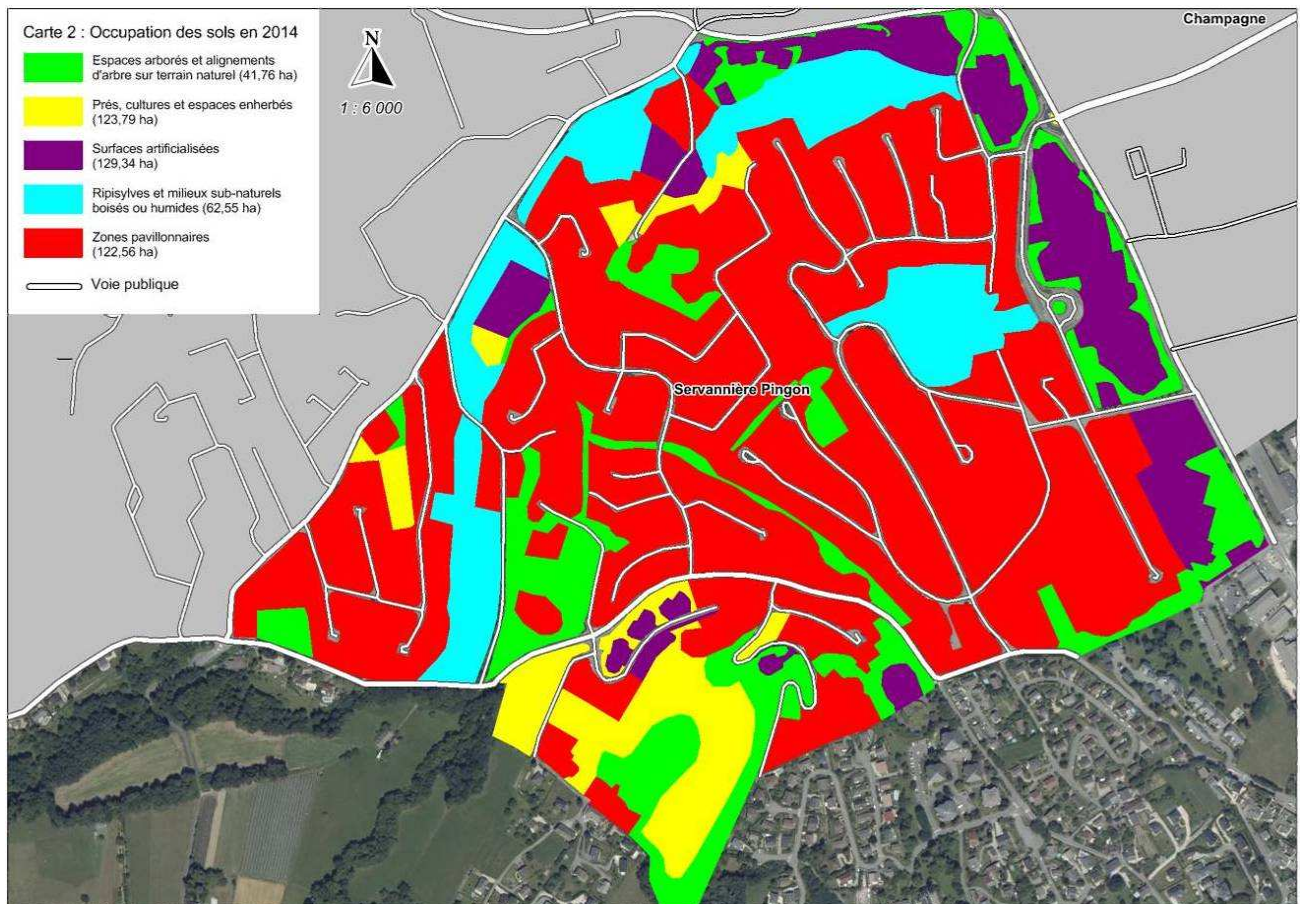 Carte 2 : Occupation des sols en 2014
Espaces arborés et alignements
d'arbre sur terrain naturel (41,76 ha)
Prés, cultures et espaces enherbés
(123,79 ha)
Surfaces artificialisées
(129,34 ha)
Ripisylves et milieux sub-naturels
boisés ou humides (62,55 ha)
Zones pavillonnaires
(122,56 ha)
Voie publique
N
1 : 6 000
Champagne
Servannière Pingon